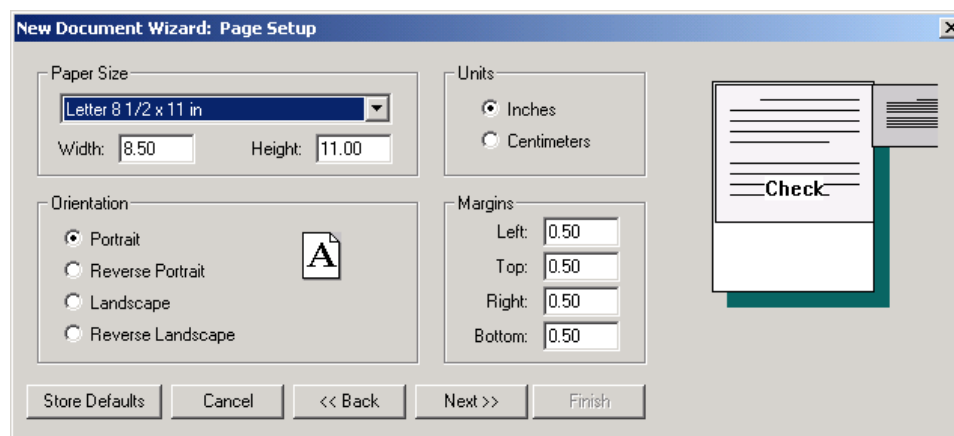 New Document Wizard: Page Setup
Paper Size
Letter 8 1/2 x 11 in
Width: 8.50 Height: 11.00
Units
Inches
Centimeters
Orientation
Portrait
Reverse Portrait
Landscape
Reverse Landscape
A
Margins
Left: 0.50
Top: 0.50
Right: 0.50
Bottom: 0.50
Check
Store Defaults Cancel << Back Next >> Finish